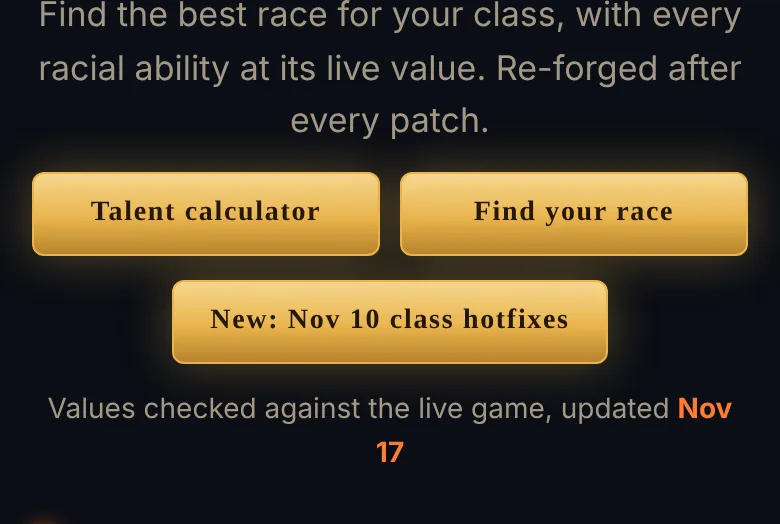 Find the best race for your class, with every
racial ability at its live value. Re-forged after
every patch.
Talent calculator
Find your race
New: Nov 10 class hotfixes
Values checked against the live game, updated Nov
17